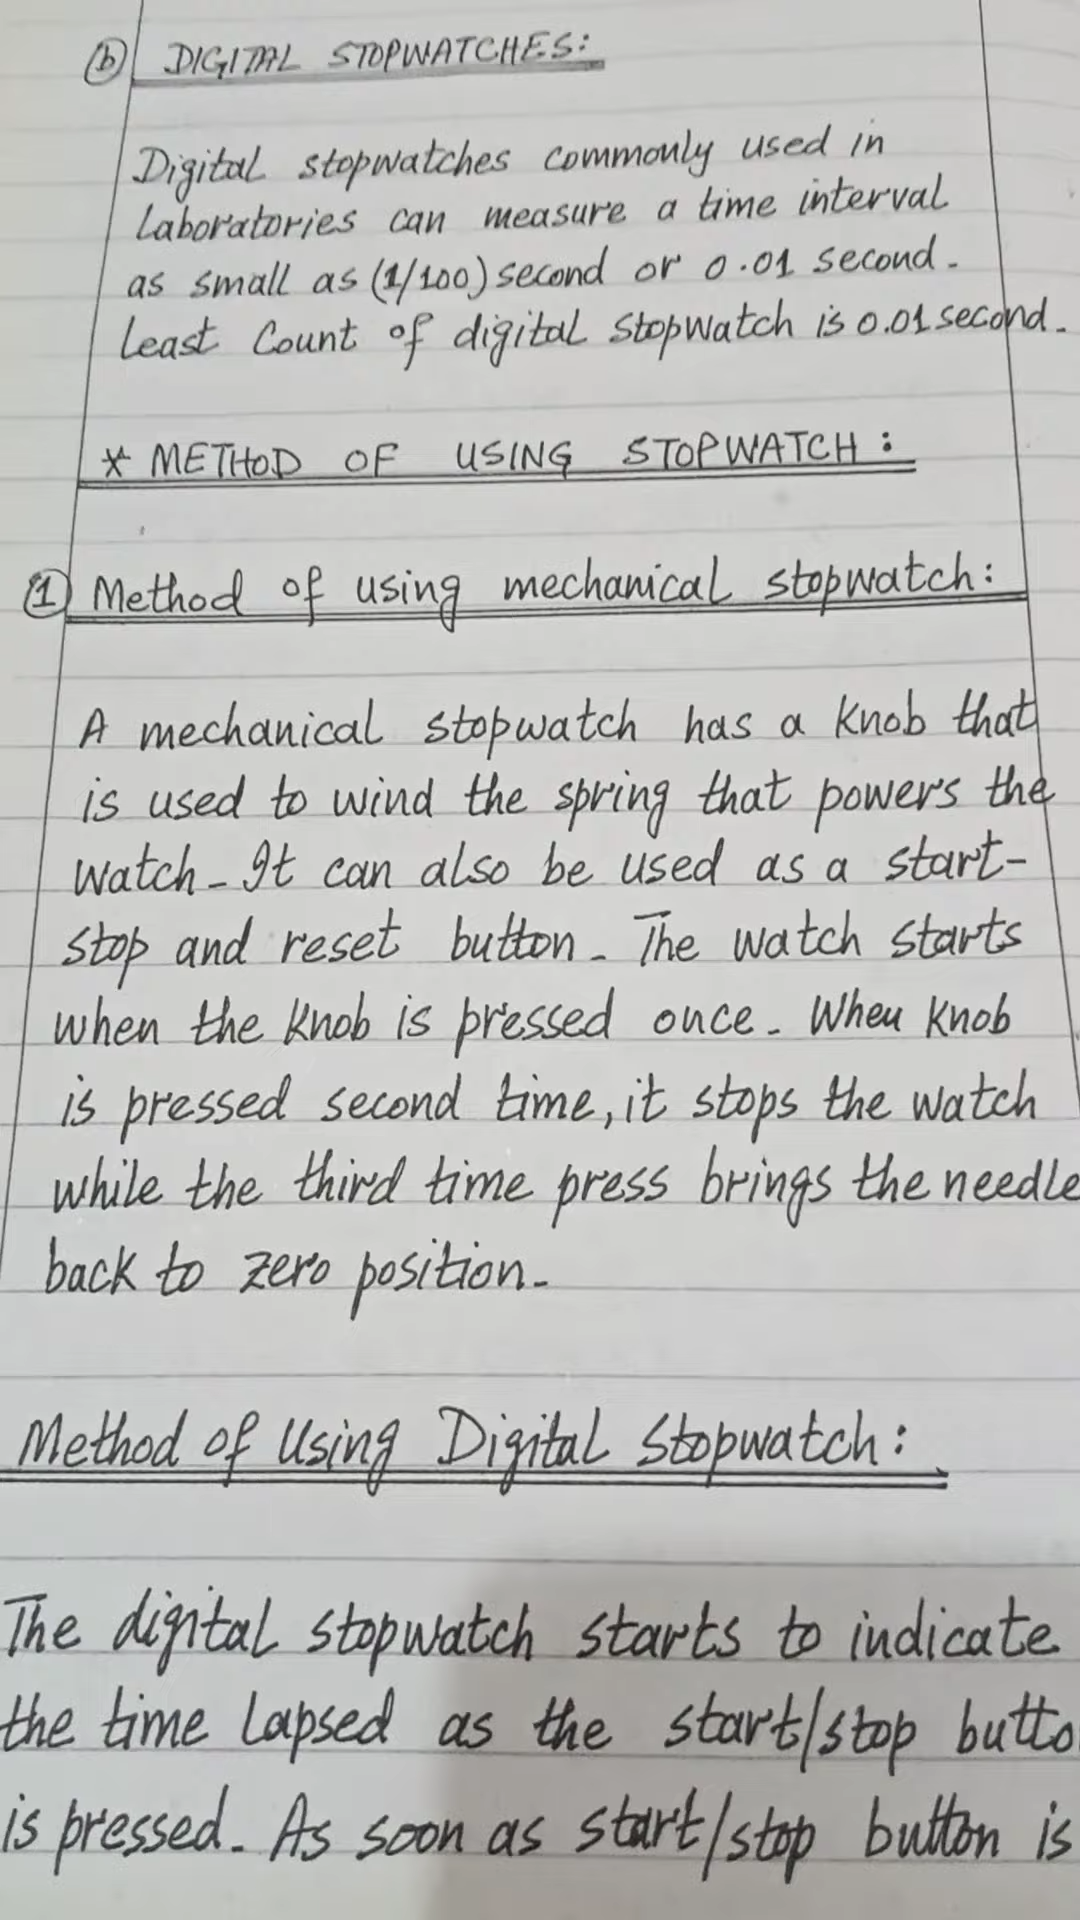 (b) DIGITAL STOPWATCHES:
Digital stopwatches commonly used in
Laboratories can measure a time interval
as small as (1/100) second or 0.01 second.
Least Count of digital stopwatch is 0.01 second.
* METHOD OF USING STOPWATCH:
(1) Method of using mechanical stopwatch:
A mechanical stopwatch has a knob that
is used to wind the spring that powers the
watch. It can also be used as a start-
stop and reset button. The watch starts
when the knob is pressed once. When knob
is pressed second time, it stops the watch
while the third time press brings the needle
back to zero position.
Method of Using Digital Stopwatch:
The digital stopwatch starts to indicate
the time lapsed as the start/stop butto
is pressed. As soon as start/stop button is